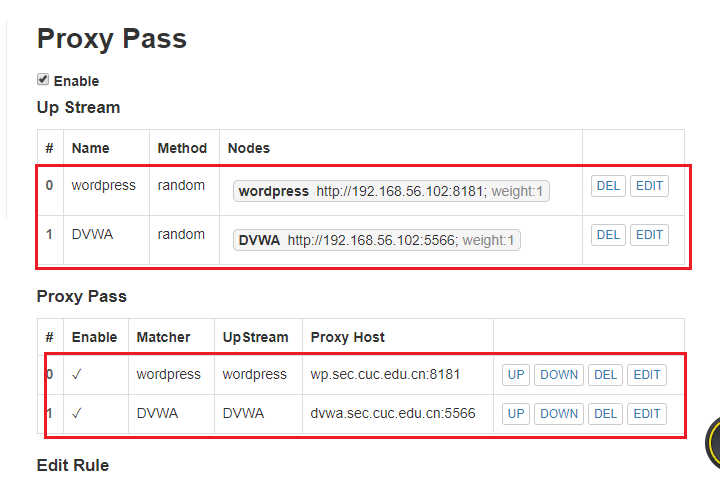 Proxy Pass
Enable
Up Stream
# Name Method Nodes
0 wordpress random wordpress http://192.168.56.102:8181; weight:1 DEL EDIT
1 DVWA random DVWA http://192.168.56.102:5566; weight:1 DEL EDIT
Proxy Pass
# Enable Matcher UpStream Proxy Host
0 ✓ wordpress wordpress wp.sec.cuc.edu.cn:8181 UP DOWN DEL EDIT
1 ✓ DVWA DVWA dvwa.sec.cuc.edu.cn:5566 UP DOWN DEL EDIT
Edit Rule